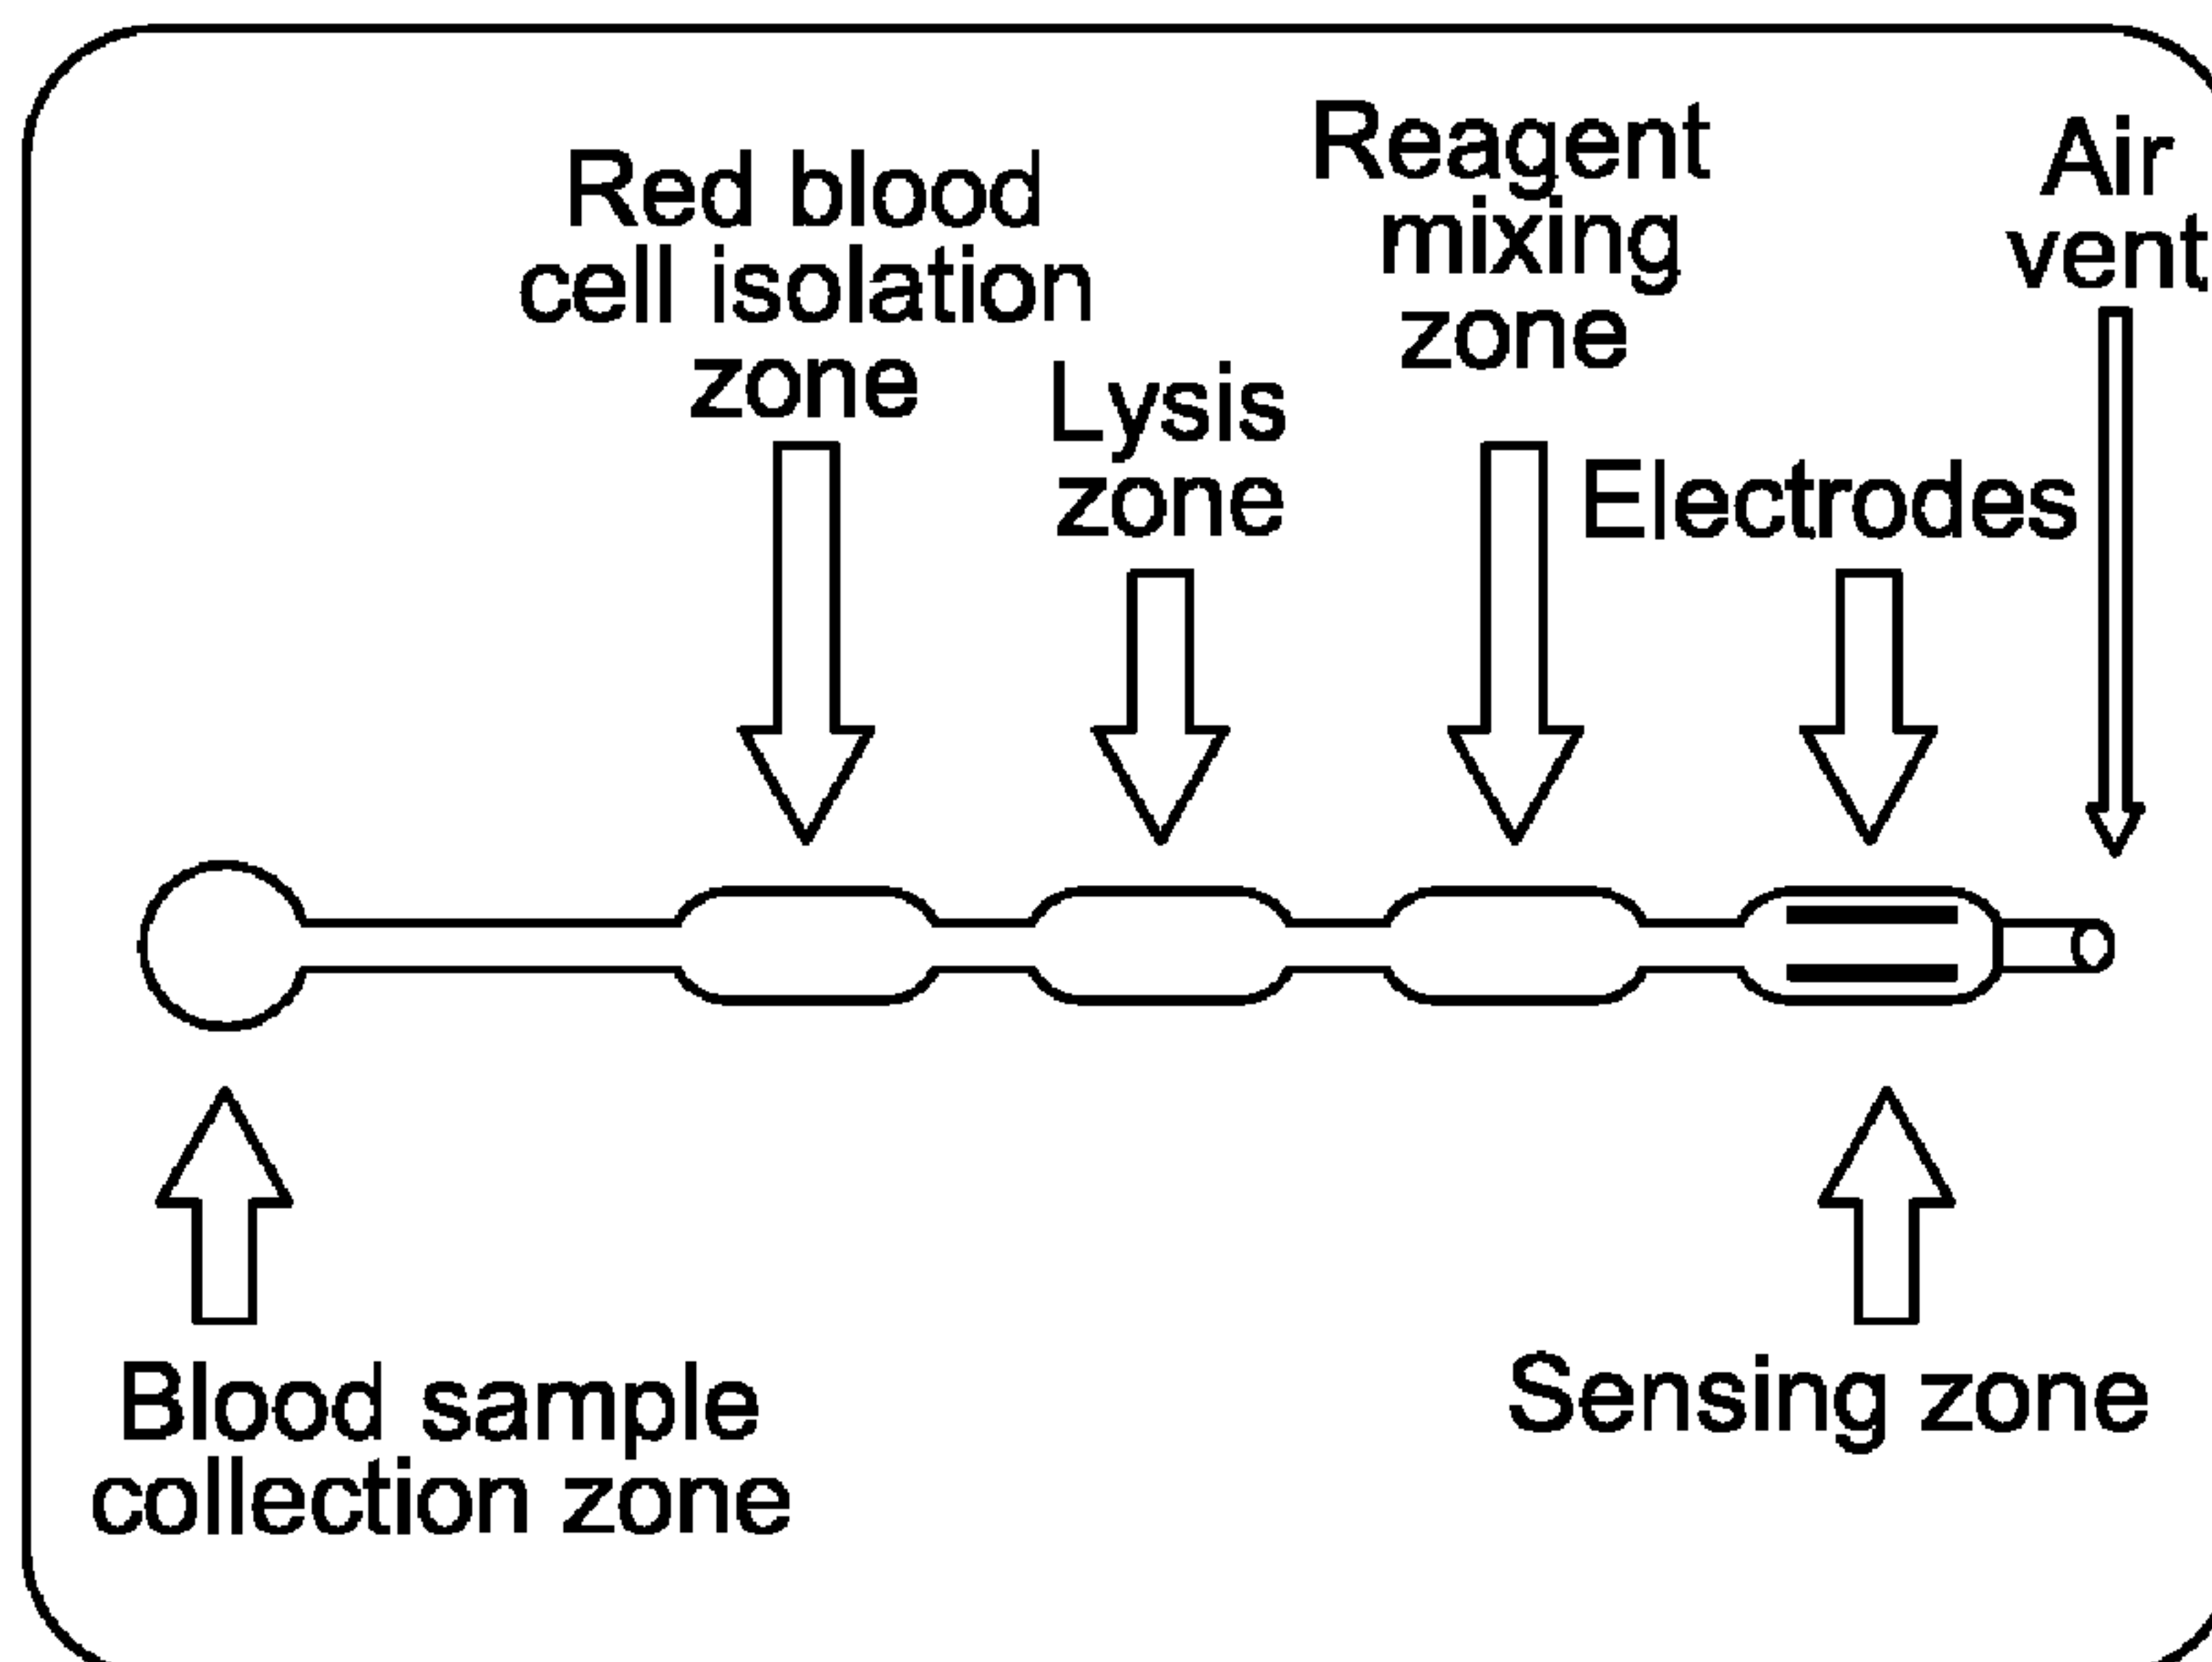 Red blood
cell isolation
zone
Lysis
zone
Reagent
mixing
zone
Electrodes
Air
vent
Blood sample
collection zone
Sensing zone